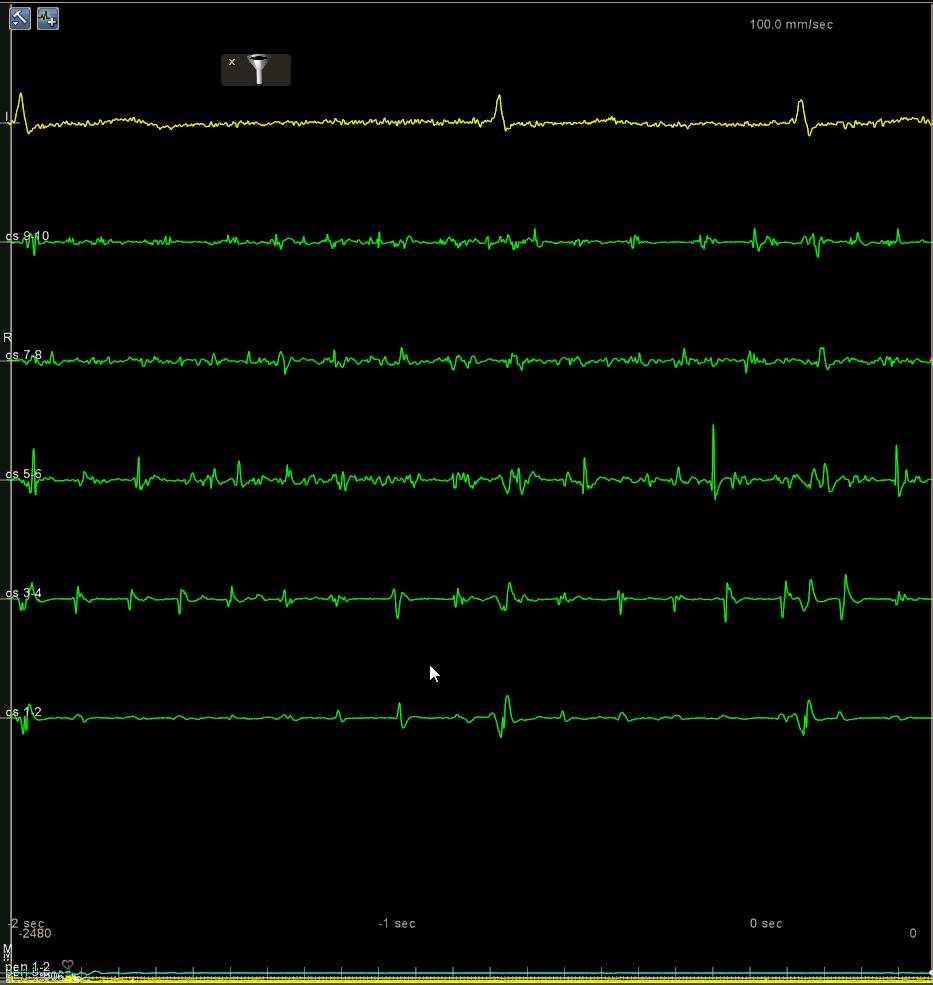 100.0 mm/sec
x
I
cs 9-10
R
cs 7-8
cs 5-6
cs 3-4
cs 1-2
-2 sec
-1 sec
0 sec
-2480
0
M
pen 1-2